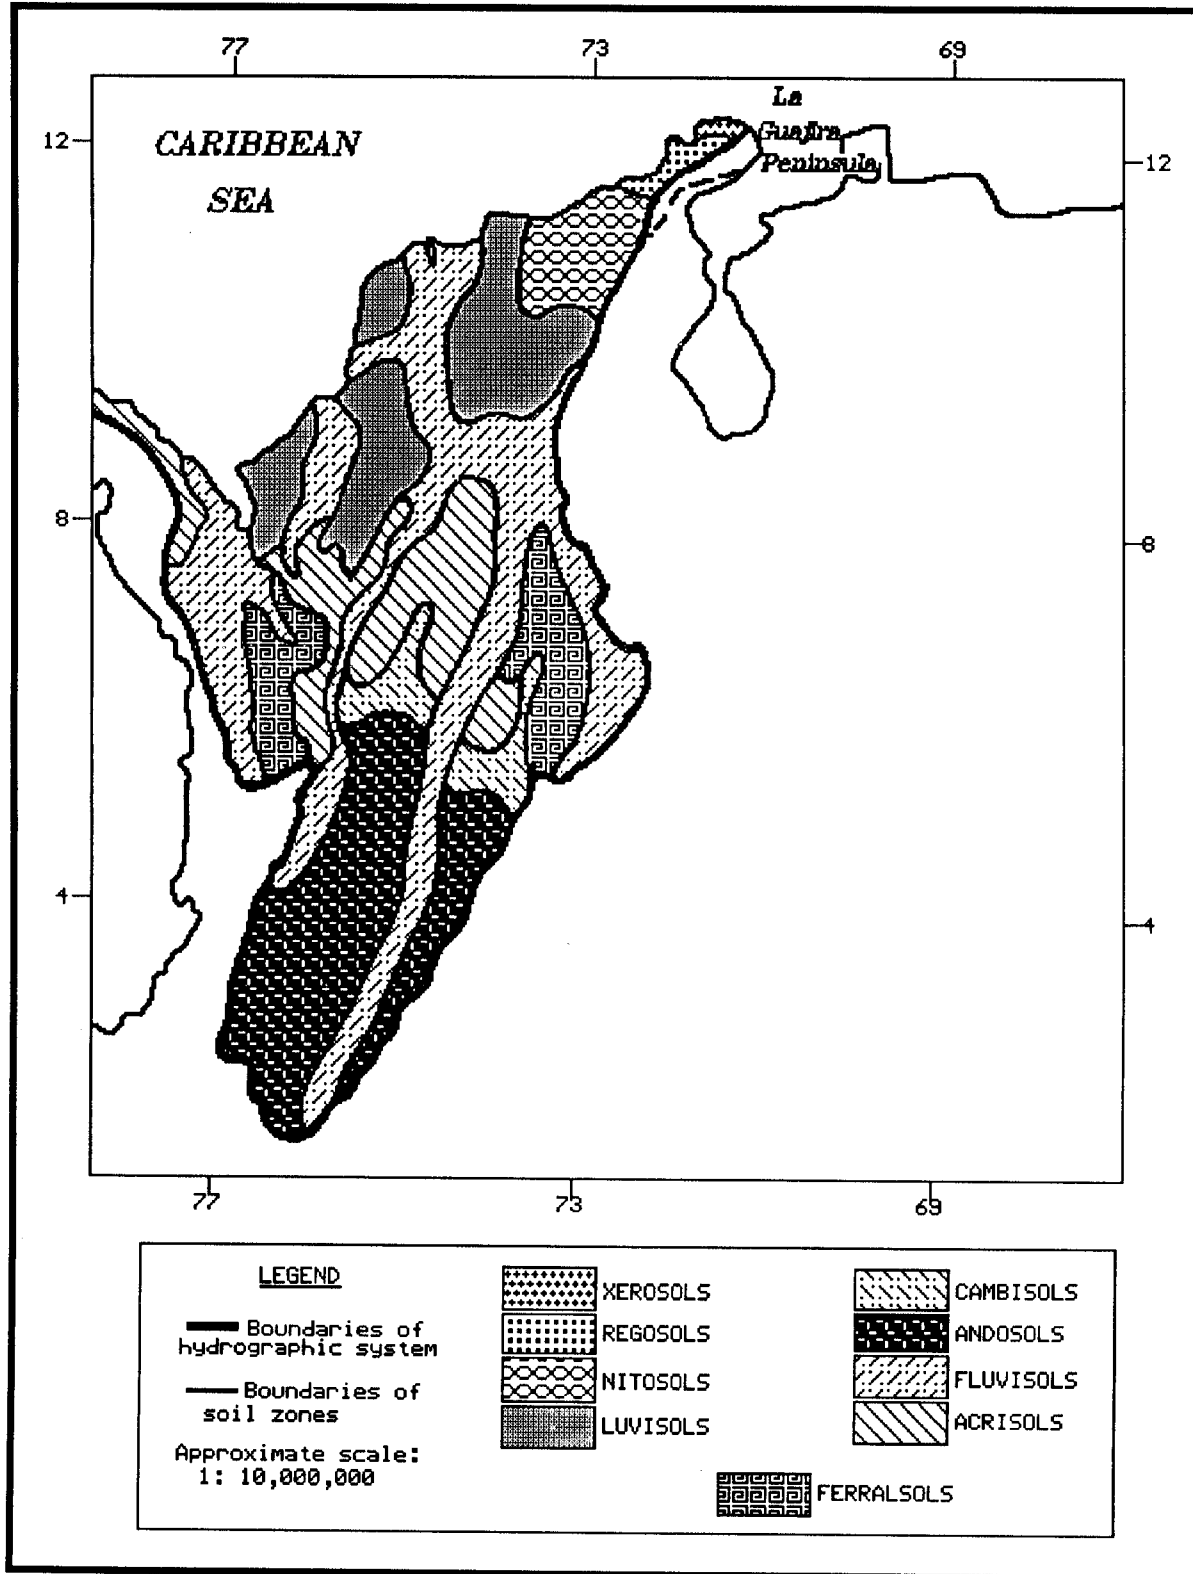 77 73 69
La
Guajira
Peninsula
CARIBBEAN
SEA
12 12
8 8
4 4
77 73 69
LEGEND
Boundaries of
hydrographic system
Boundaries of
soil zones
Approximate scale:
1: 10,000,000
XEROSOLS
REGOSOLS
NITOSOLS
LUVISOLS
CAMBISOLS
ANDOSOLS
FLUVISOLS
ACRISOLS
FERRALSOLS